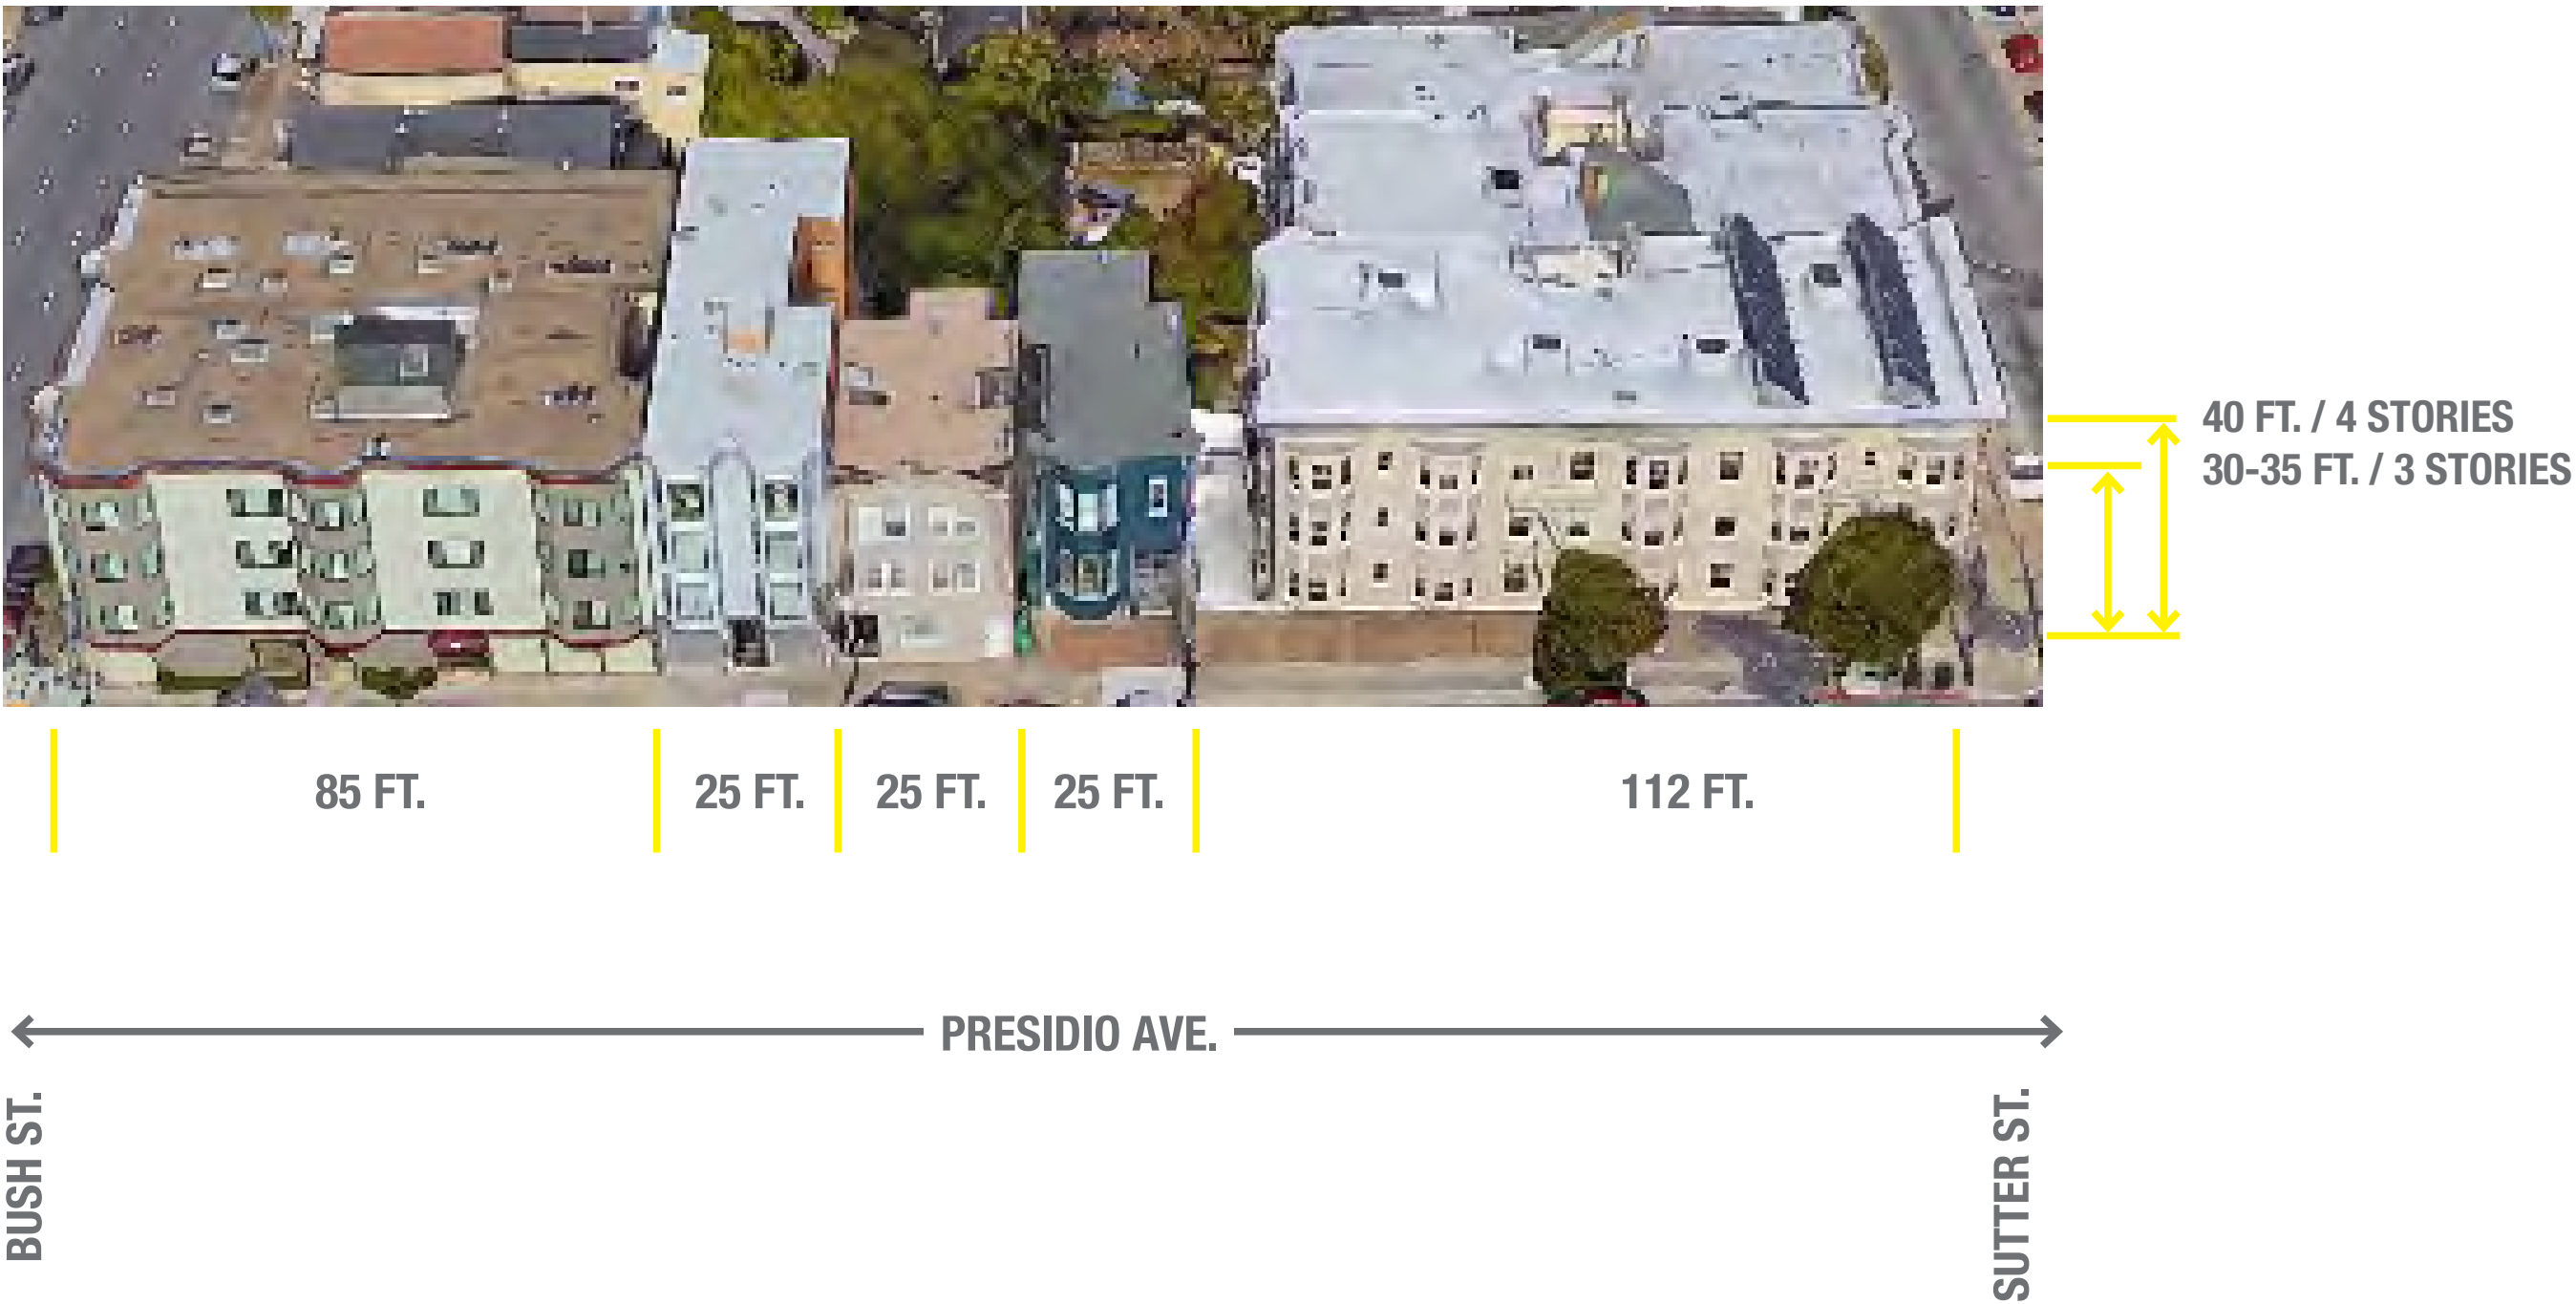 40 FT. / 4 STORIES
30-35 FT. / 3 STORIES
85 FT.
25 FT.
25 FT.
25 FT.
112 FT.
PRESIDIO AVE.
BUSH ST.
SUTTER ST.